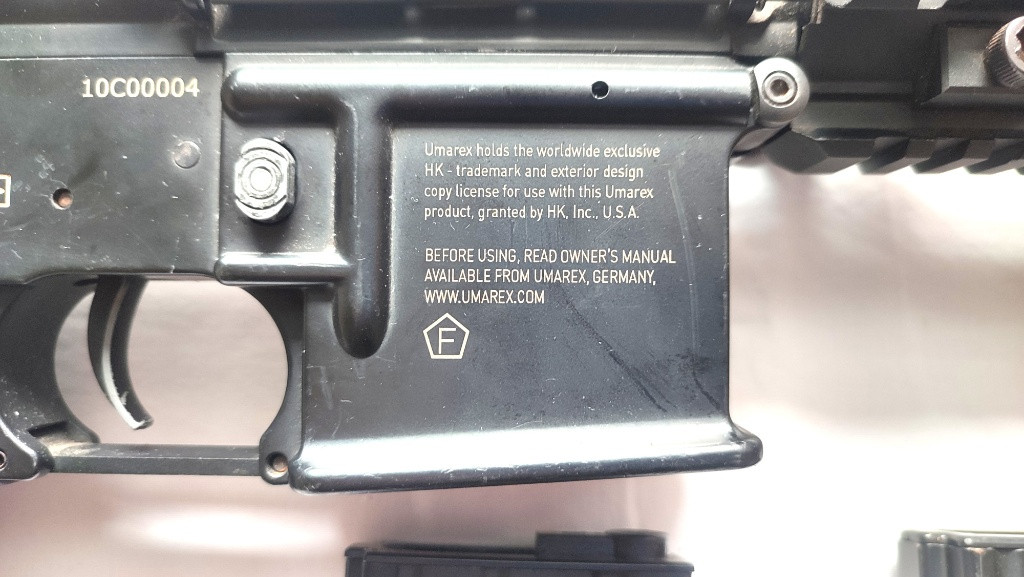 10C00004
Umarex holds the worldwide exclusive
HK - trademark and exterior design
copy license for use with this Umarex
product, granted by HK, Inc., U.S.A.
BEFORE USING, READ OWNER'S MANUAL
AVAILABLE FROM UMAREX, GERMANY,
WWW.UMAREX.COM
F